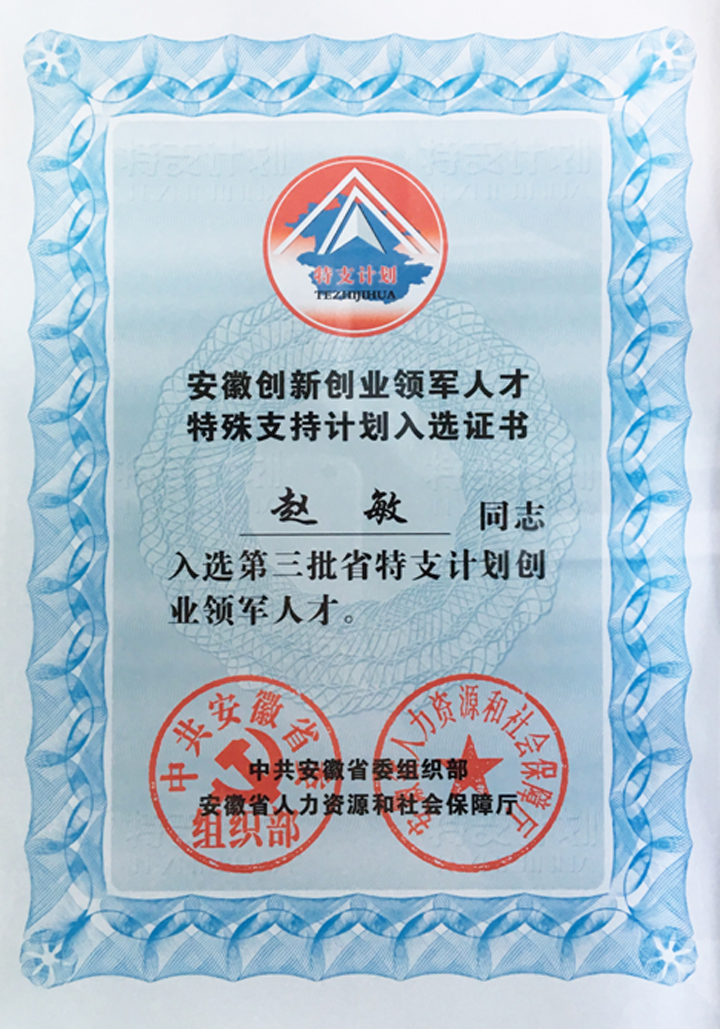 特支计划
TEZHIJIHUA
安徽创新创业领军人才
特殊支持计划入选证书
赵 敏 同志
入选第三批省特支计划创
业领军人才。
中共安徽省委组织部
安徽省人力资源和社会保障厅
中共安徽省委
组织部
安徽省人力资源和社会保障厅